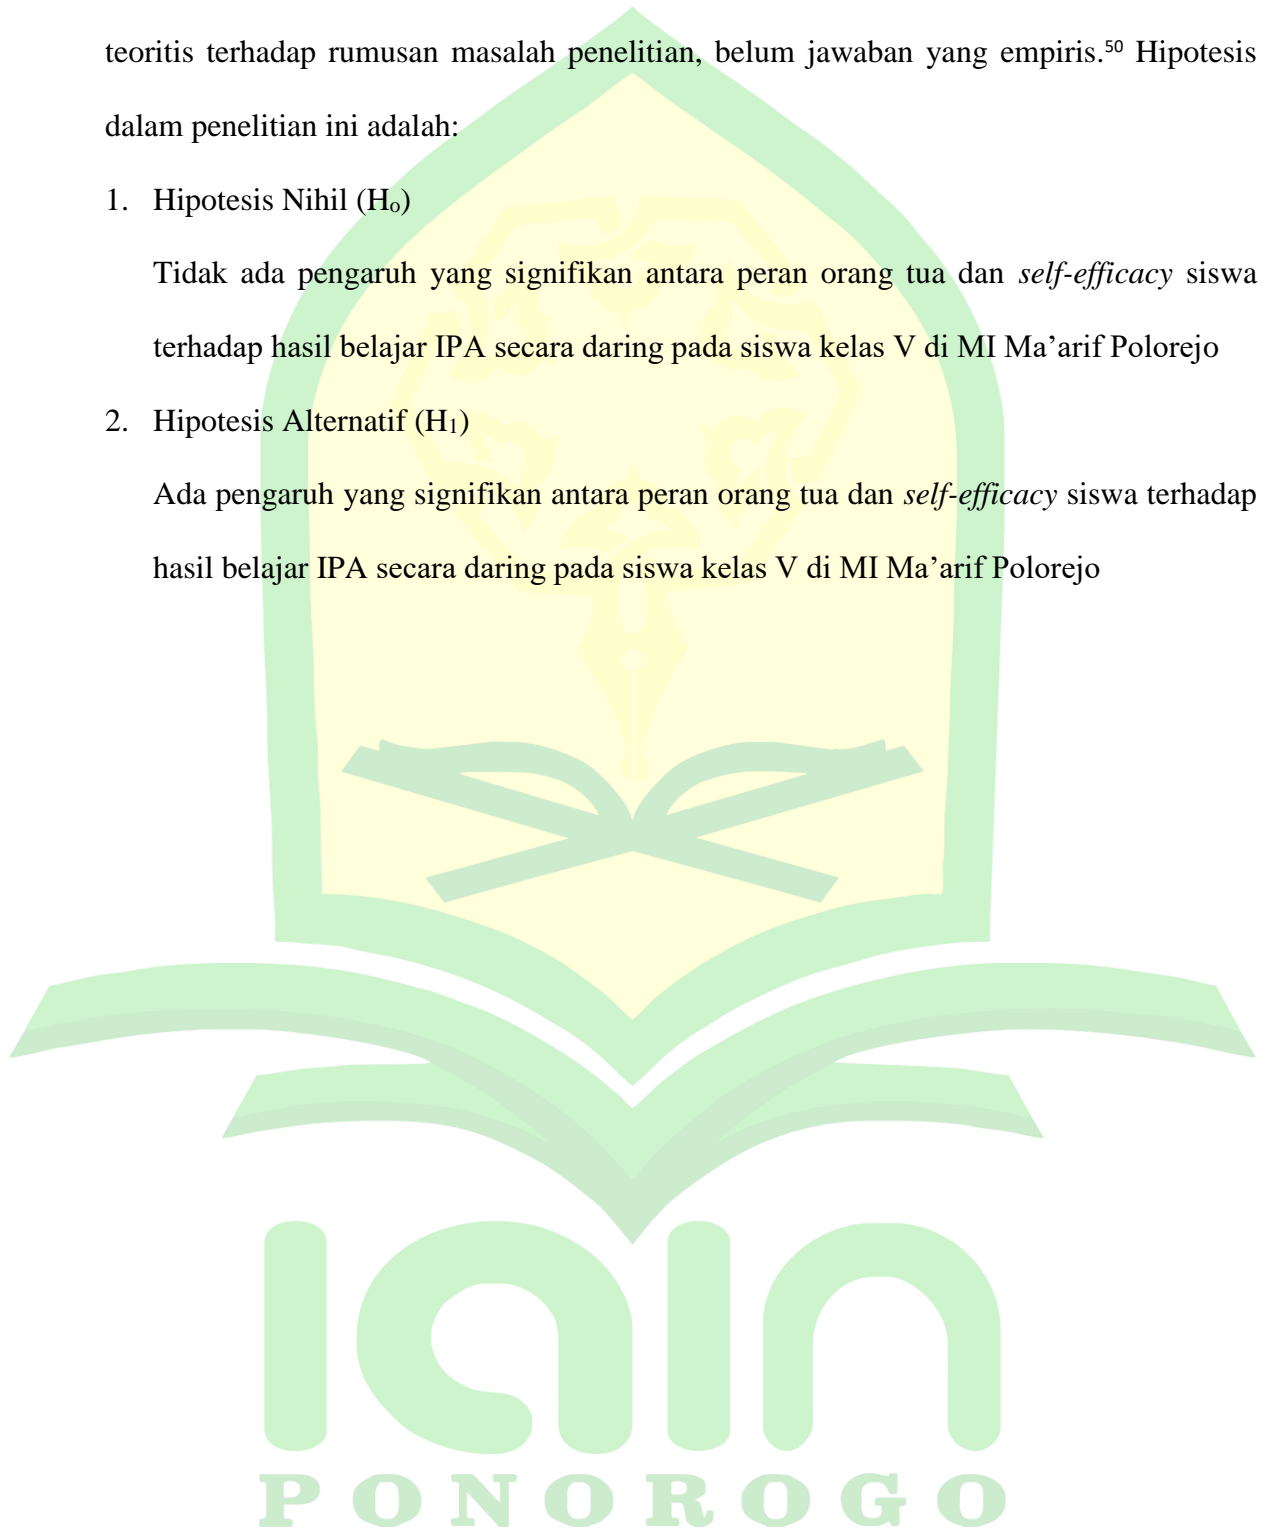 teoritis terhadap rumusan masalah penelitian, belum jawaban yang empiris.⁵⁰ Hipotesis
dalam penelitian ini adalah:
1. Hipotesis Nihil (Hₒ)
Tidak ada pengaruh yang signifikan antara peran orang tua dan self-efficacy siswa
terhadap hasil belajar IPA secara daring pada siswa kelas V di MI Ma’arif Polorejo
2. Hipotesis Alternatif (H₁)
Ada pengaruh yang signifikan antara peran orang tua dan self-efficacy siswa terhadap
hasil belajar IPA secara daring pada siswa kelas V di MI Ma’arif Polorejo
iain
PONOROGO